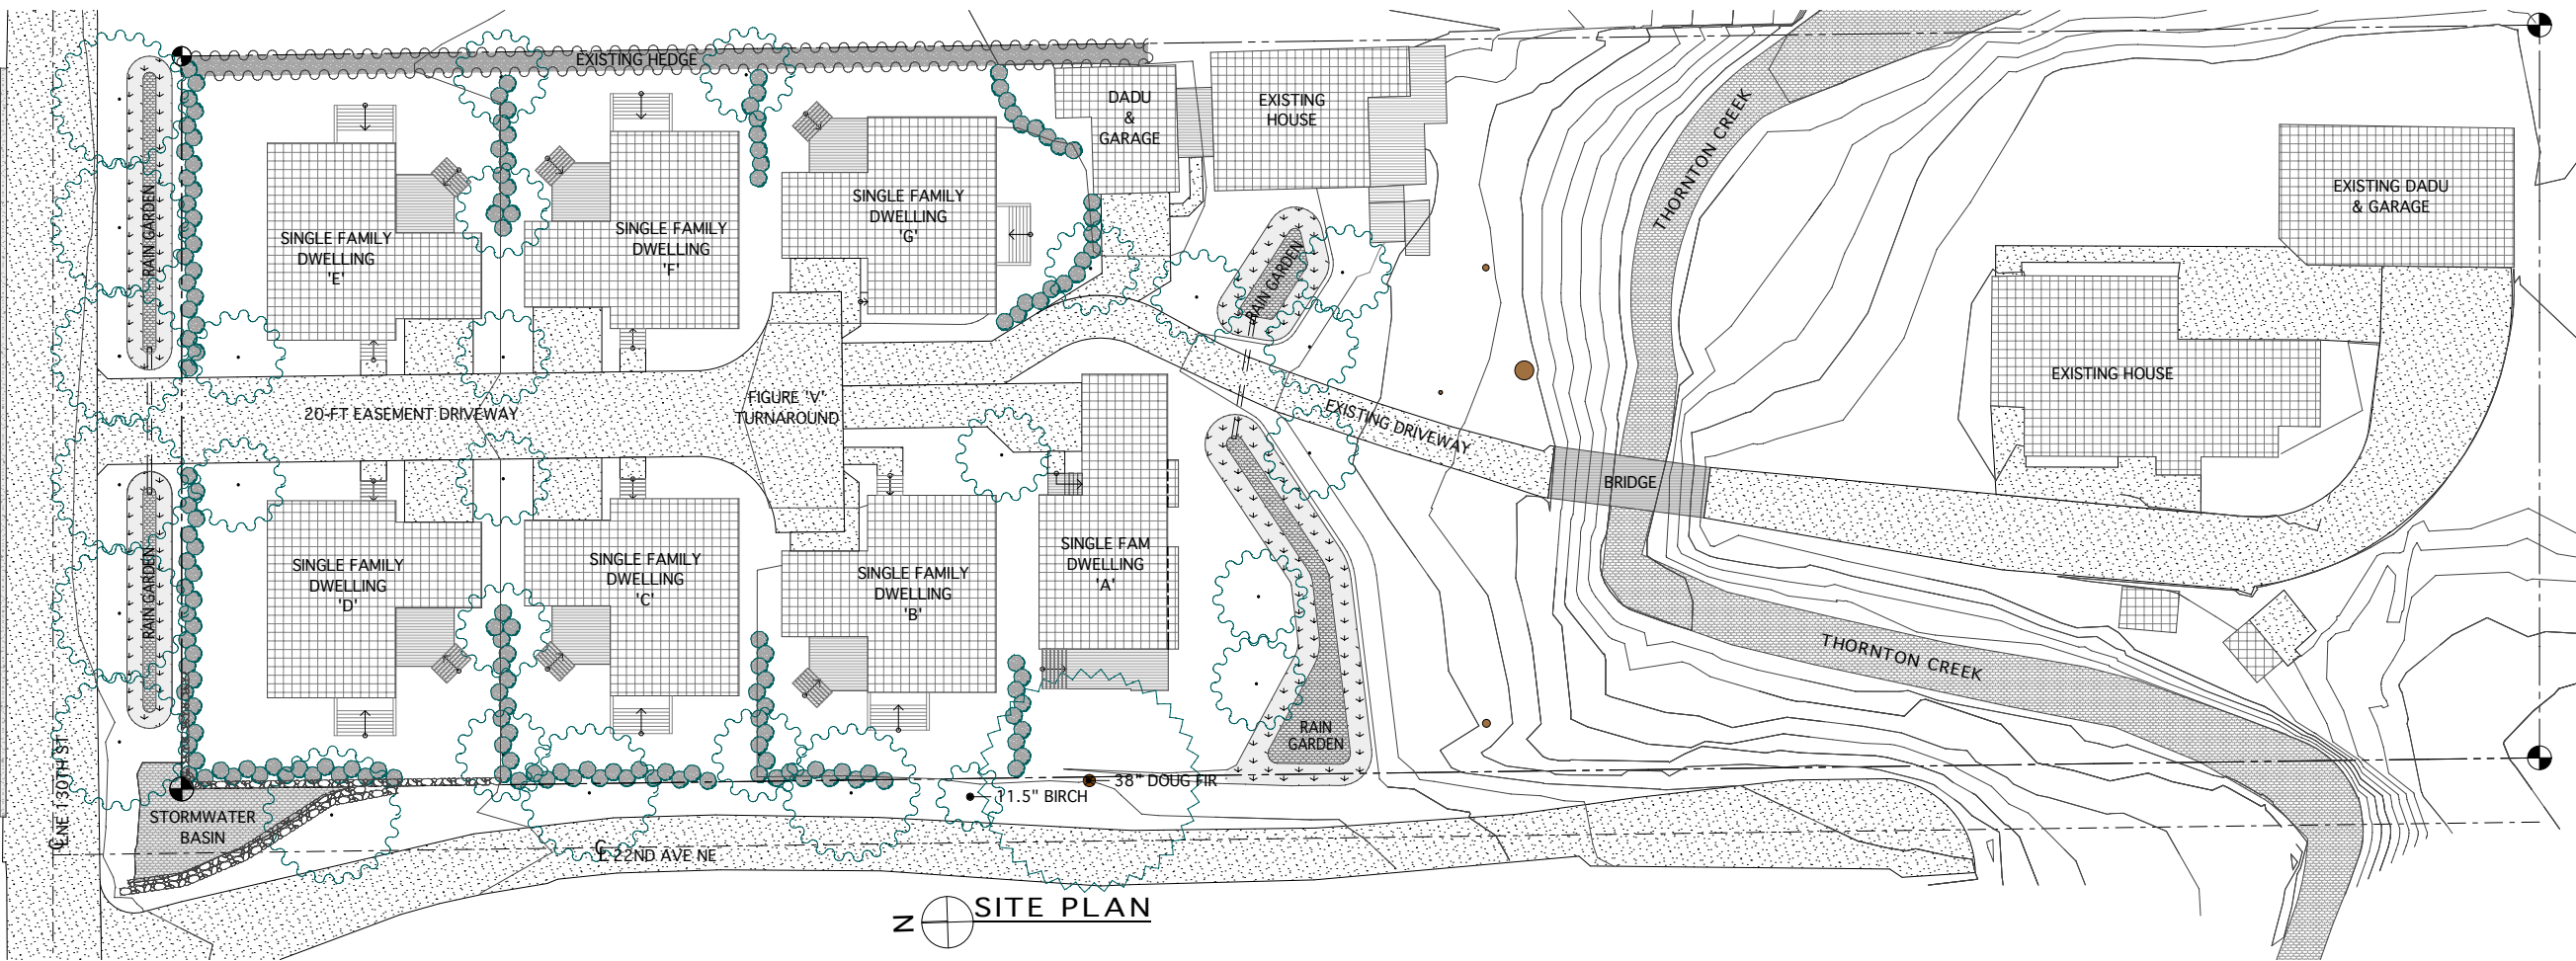 EXISTING HEDGE
DADU
&
GARAGE
EXISTING
HOUSE
THORNTON CREEK
EXISTING DADU
& GARAGE
RAIN GARDEN
SINGLE FAMILY
DWELLING
'E'
SINGLE FAMILY
DWELLING
'F'
SINGLE FAMILY
DWELLING
'G'
RAIN GARDEN
EXISTING HOUSE
20-FT EASEMENT DRIVEWAY
FIGURE 'V'
TURNAROUND
EXISTING DRIVEWAY
BRIDGE
RAIN GARDEN
SINGLE FAMILY
DWELLING
'D'
SINGLE FAMILY
DWELLING
'C'
SINGLE FAMILY
DWELLING
'B'
SINGLE FAM
DWELLING
'A'
THORNTON CREEK
RAIN
GARDEN
38" DOUG FIR
11.5" BIRCH
STORMWATER
BASIN
℄ NE 130TH ST
℄ 22ND AVE NE
N
SITE PLAN